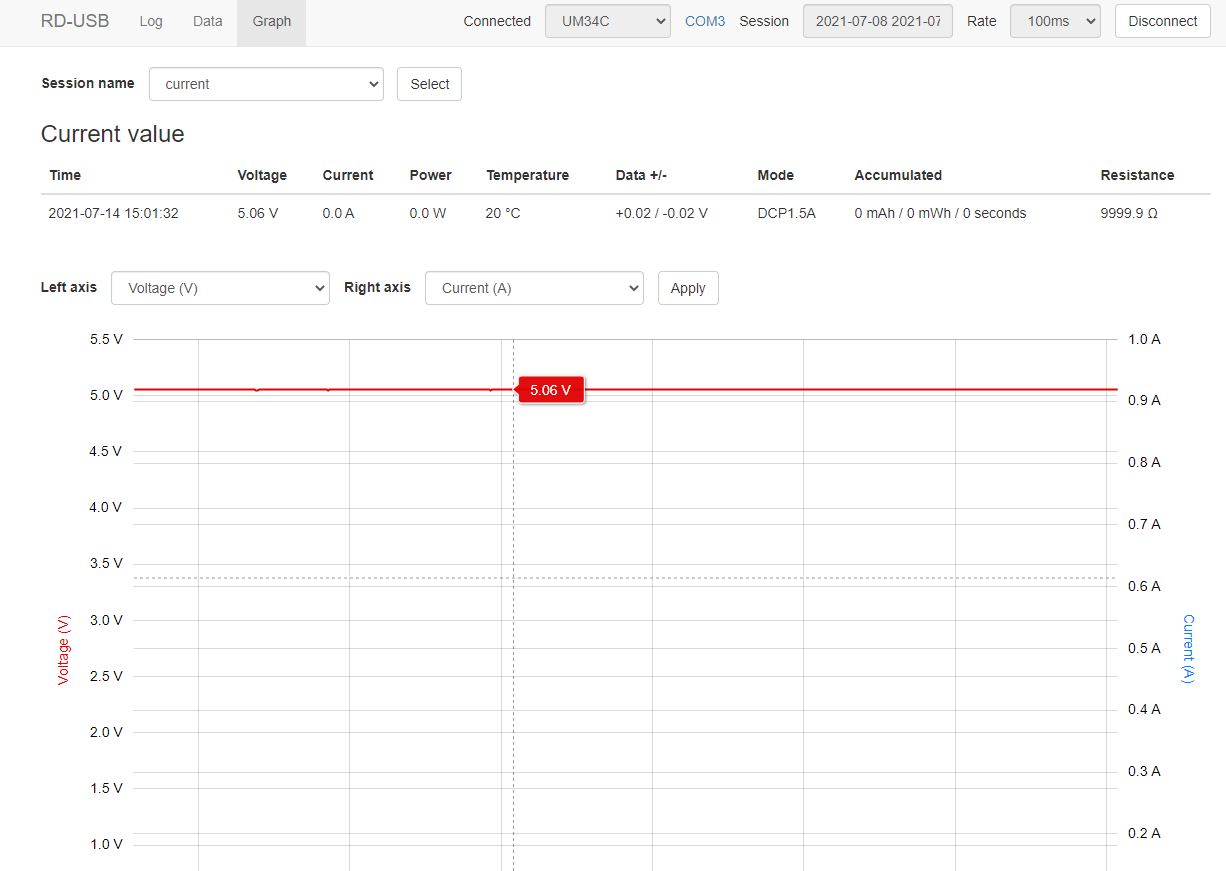 RD-USB Log Data Graph Connected UM34C COM3 Session 2021-07-08 2021-07 Rate 100ms Disconnect
Session name current Select
Current value
Time Voltage Current Power Temperature Data +/- Mode Accumulated Resistance
2021-07-14 15:01:32 5.06 V 0.0 A 0.0 W 20 °C +0.02 / -0.02 V DCP1.5A 0 mAh / 0 mWh / 0 seconds 9999.9 Ω
Left axis Voltage (V) Right axis Current (A) Apply
5.5 V 1.0 A
5.06 V
5.0 V 0.9 A
4.5 V 0.8 A
4.0 V 0.7 A
3.5 V 0.6 A
3.0 V 0.5 A
Voltage (V) Current (A)
2.5 V 0.4 A
2.0 V 0.3 A
1.5 V 0.2 A
1.0 V